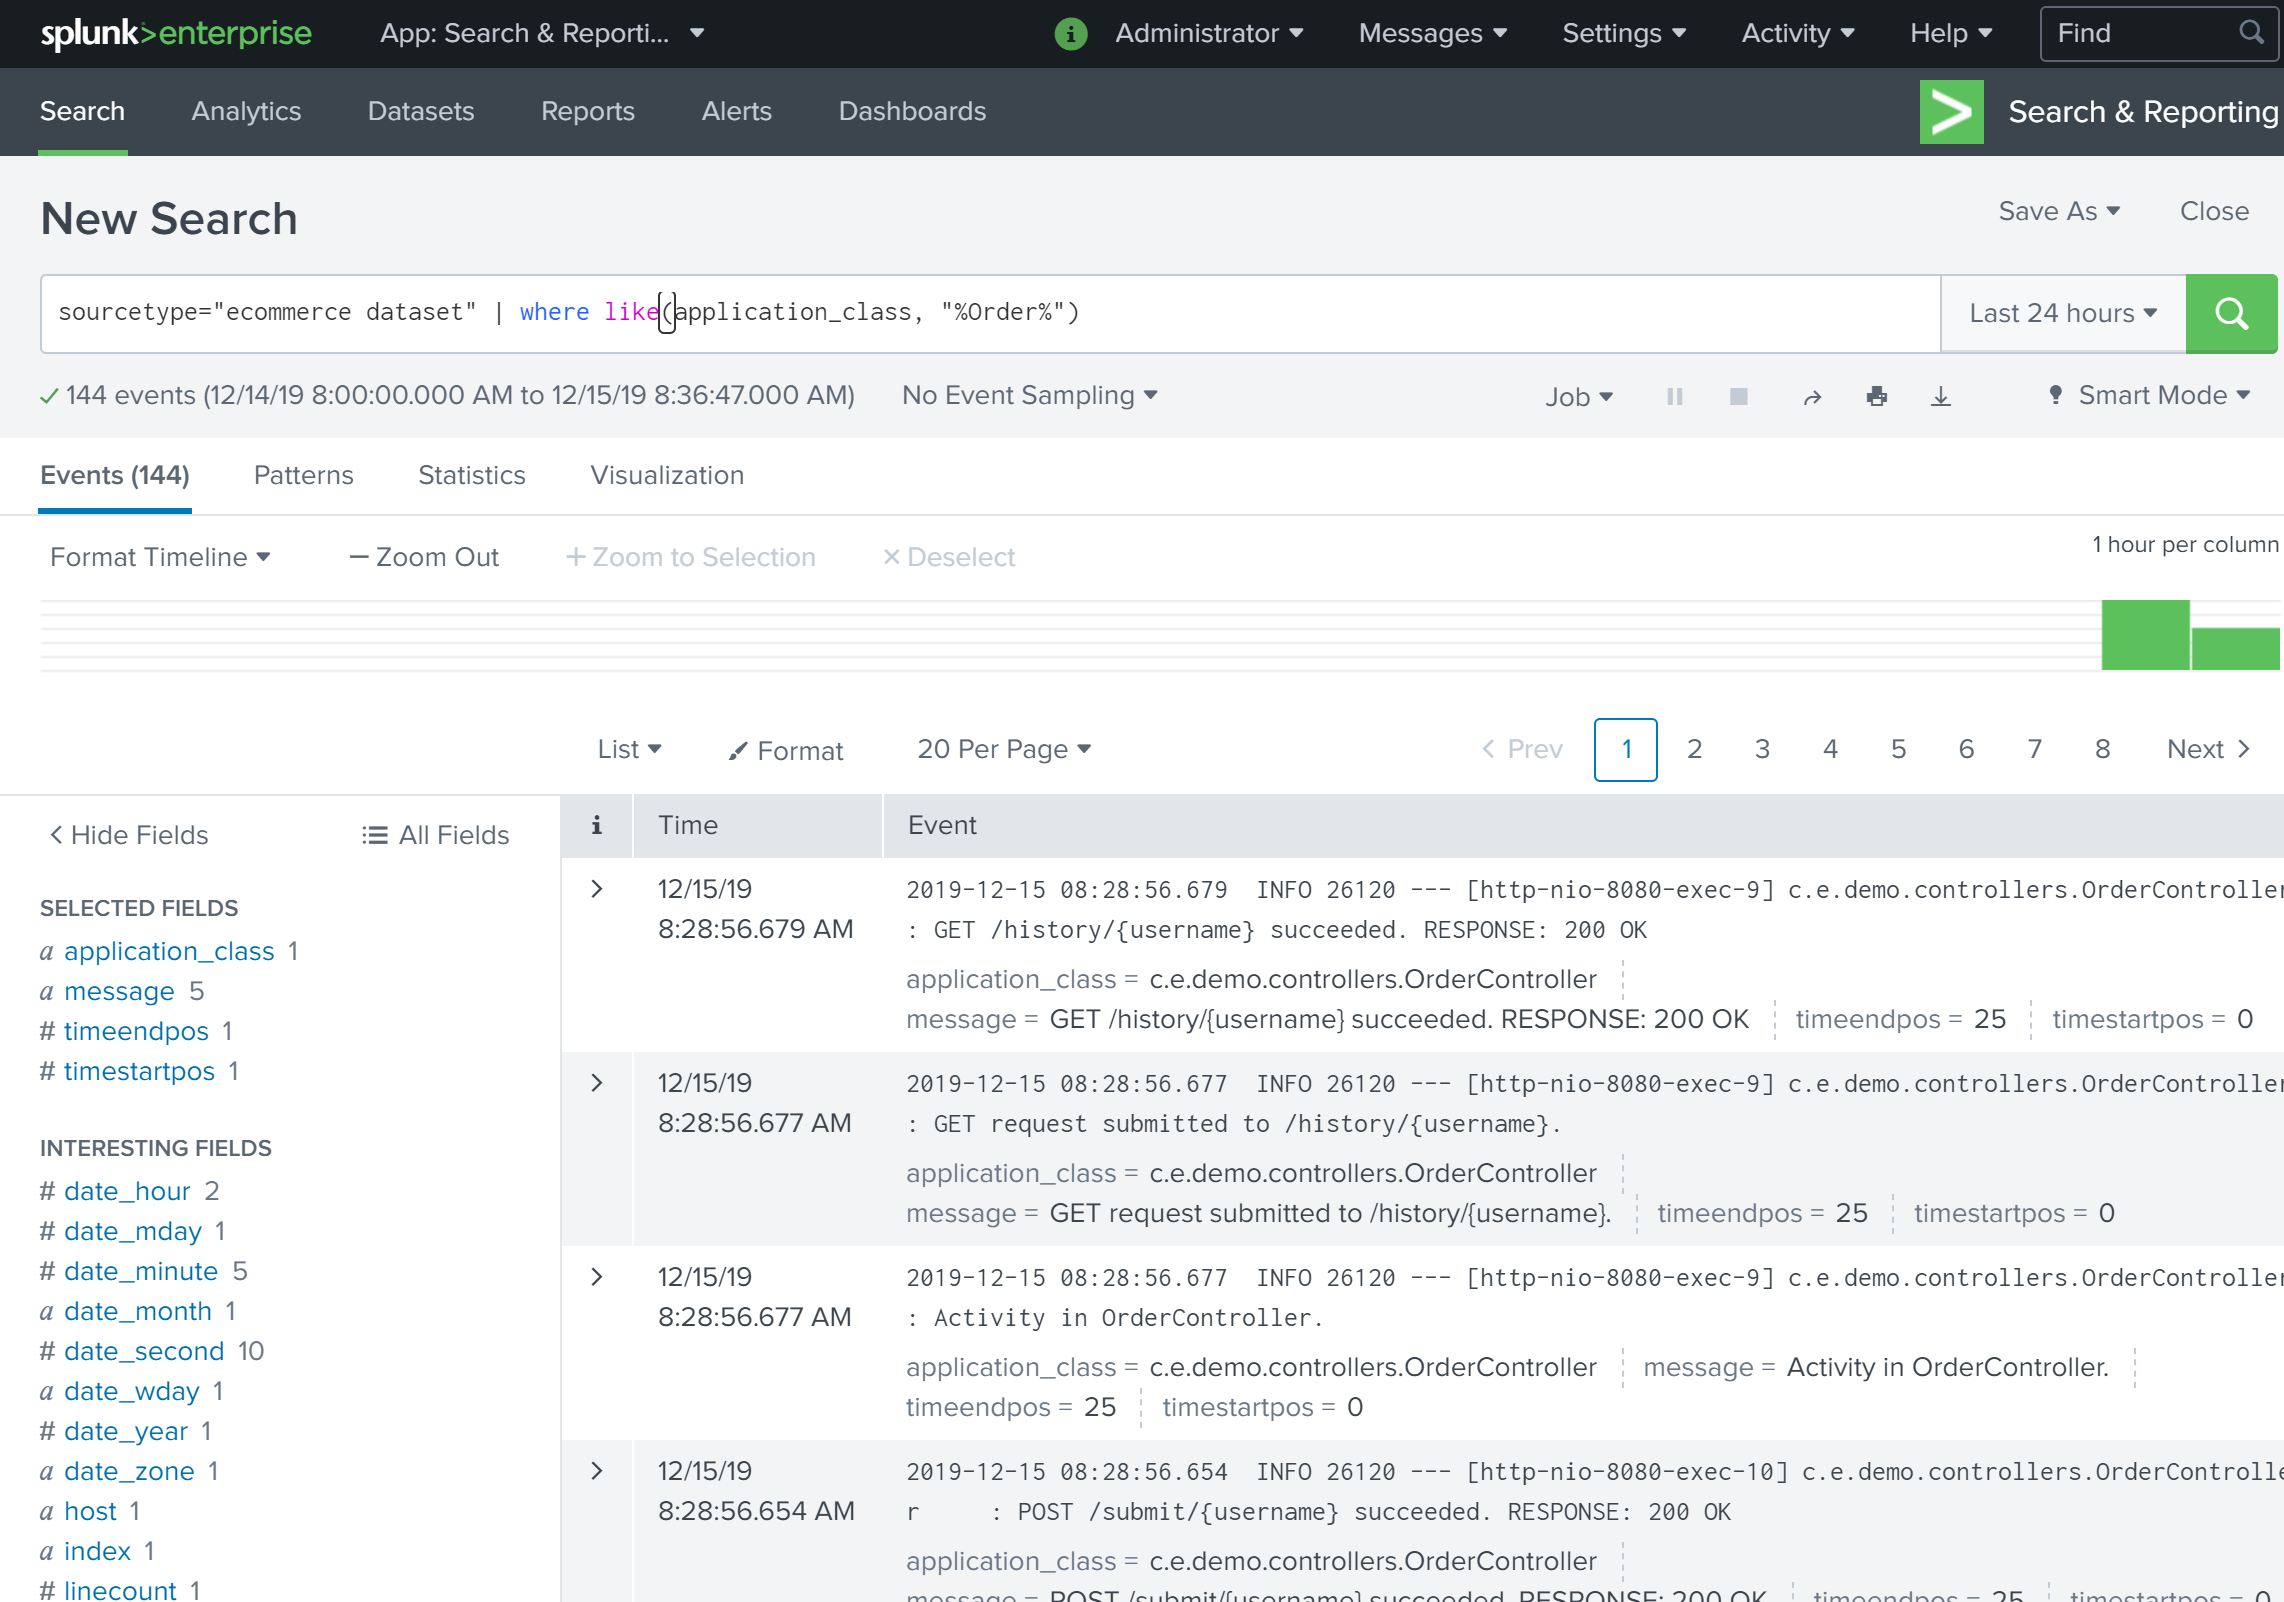 splunk>enterprise App: Search & Reporti... Administrator Messages Settings Activity Help Find
Search Analytics Datasets Reports Alerts Dashboards Search & Reporting
New Search Save As Close
sourcetype="ecommerce dataset" | where like(application_class, "%Order%") Last 24 hours
144 events (12/14/19 8:00:00.000 AM to 12/15/19 8:36:47.000 AM) No Event Sampling Job Smart Mode
Events (144) Patterns Statistics Visualization
Format Timeline — Zoom Out + Zoom to Selection × Deselect 1 hour per column
List Format 20 Per Page < Prev 1 2 3 4 5 6 7 8 Next >
< Hide Fields All Fields
SELECTED FIELDS
a application_class 1
a message 5
# timeendpos 1
# timestartpos 1
INTERESTING FIELDS
# date_hour 2
# date_mday 1
# date_minute 5
a date_month 1
# date_second 10
a date_wday 1
# date_year 1
a date_zone 1
a host 1
a index 1
# linecount 1
i Time Event
> 12/15/19 2019-12-15 08:28:56.679 INFO 26120 --- [http-nio-8080-exec-9] c.e.demo.controllers.OrderController
8:28:56.679 AM : GET /history/{username} succeeded. RESPONSE: 200 OK
application_class = c.e.demo.controllers.OrderController
message = GET /history/{username} succeeded. RESPONSE: 200 OK timeendpos = 25 timestartpos = 0
> 12/15/19 2019-12-15 08:28:56.677 INFO 26120 --- [http-nio-8080-exec-9] c.e.demo.controllers.OrderController
8:28:56.677 AM : GET request submitted to /history/{username}.
application_class = c.e.demo.controllers.OrderController
message = GET request submitted to /history/{username}. timeendpos = 25 timestartpos = 0
> 12/15/19 2019-12-15 08:28:56.677 INFO 26120 --- [http-nio-8080-exec-9] c.e.demo.controllers.OrderController
8:28:56.677 AM : Activity in OrderController.
application_class = c.e.demo.controllers.OrderController message = Activity in OrderController.
timeendpos = 25 timestartpos = 0
> 12/15/19 2019-12-15 08:28:56.654 INFO 26120 --- [http-nio-8080-exec-10] c.e.demo.controllers.OrderControlle
8:28:56.654 AM r : POST /submit/{username} succeeded. RESPONSE: 200 OK
application_class = c.e.demo.controllers.OrderController
message = POST /submit/{username} succeeded. RESPONSE: 200 OK timeendpos = 25 timestartpos = 0